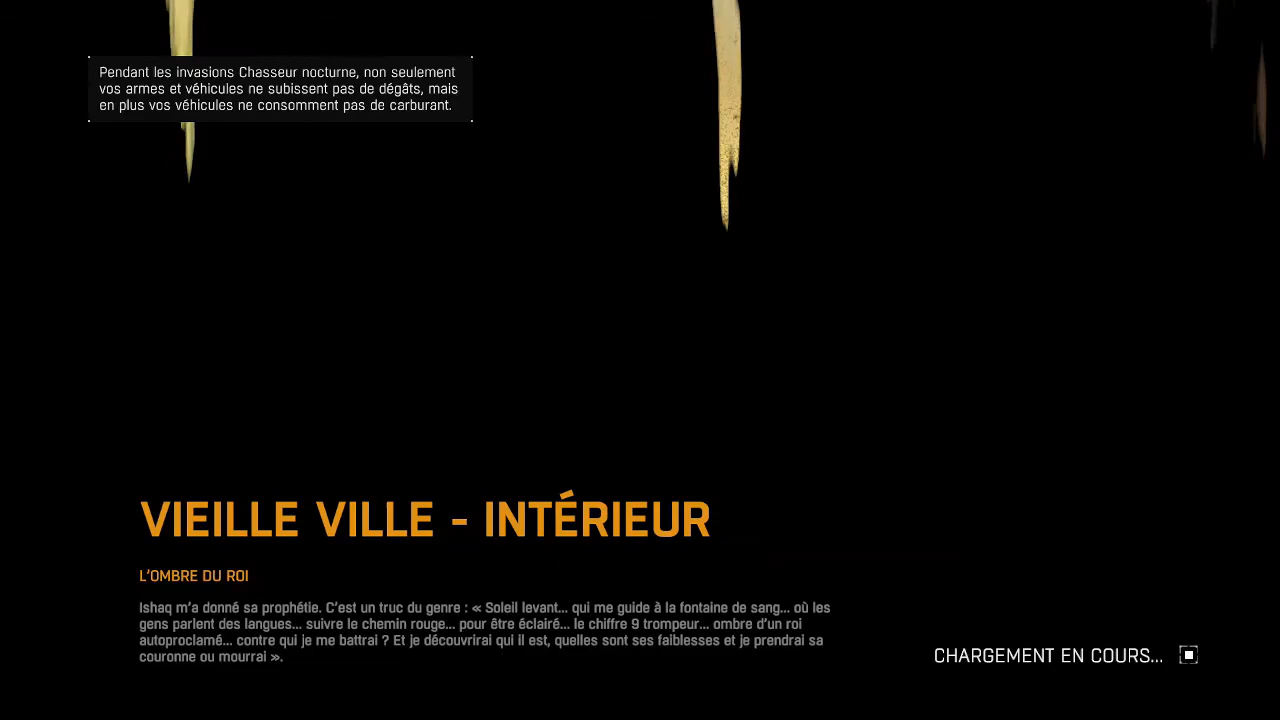 Pendant les invasions Chasseur nocturne, non seulement
vos armes et véhicules ne subissent pas de dégâts, mais
en plus vos véhicules ne consomment pas de carburant.
VIEILLE VILLE - INTÉRIEUR
L'OMBRE DU ROI
Ishaq m'a donné sa prophétie. C'est un truc du genre : « Soleil levant... qui me guide à la fontaine de sang... où les
gens parlent des langues... suivre le chemin rouge... pour être éclairé... le chiffre 9 trompeur... ombre d'un roi
autoproclamé... contre qui je me battrai ? Et je découvrirai qui il est, quelles sont ses faiblesses et je prendrai sa
couronne ou mourrai ».
CHARGEMENT EN COURS...